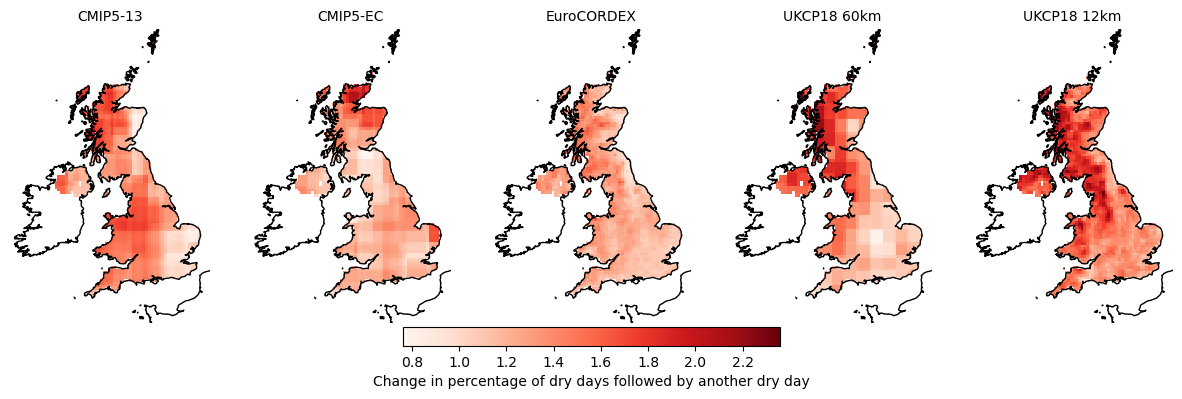 CMIP5-13 CMIP5-EC EuroCORDEX UKCP18 60km UKCP18 12km
0.8 1.0 1.2 1.4 1.6 1.8 2.0 2.2
Change in percentage of dry days followed by another dry day